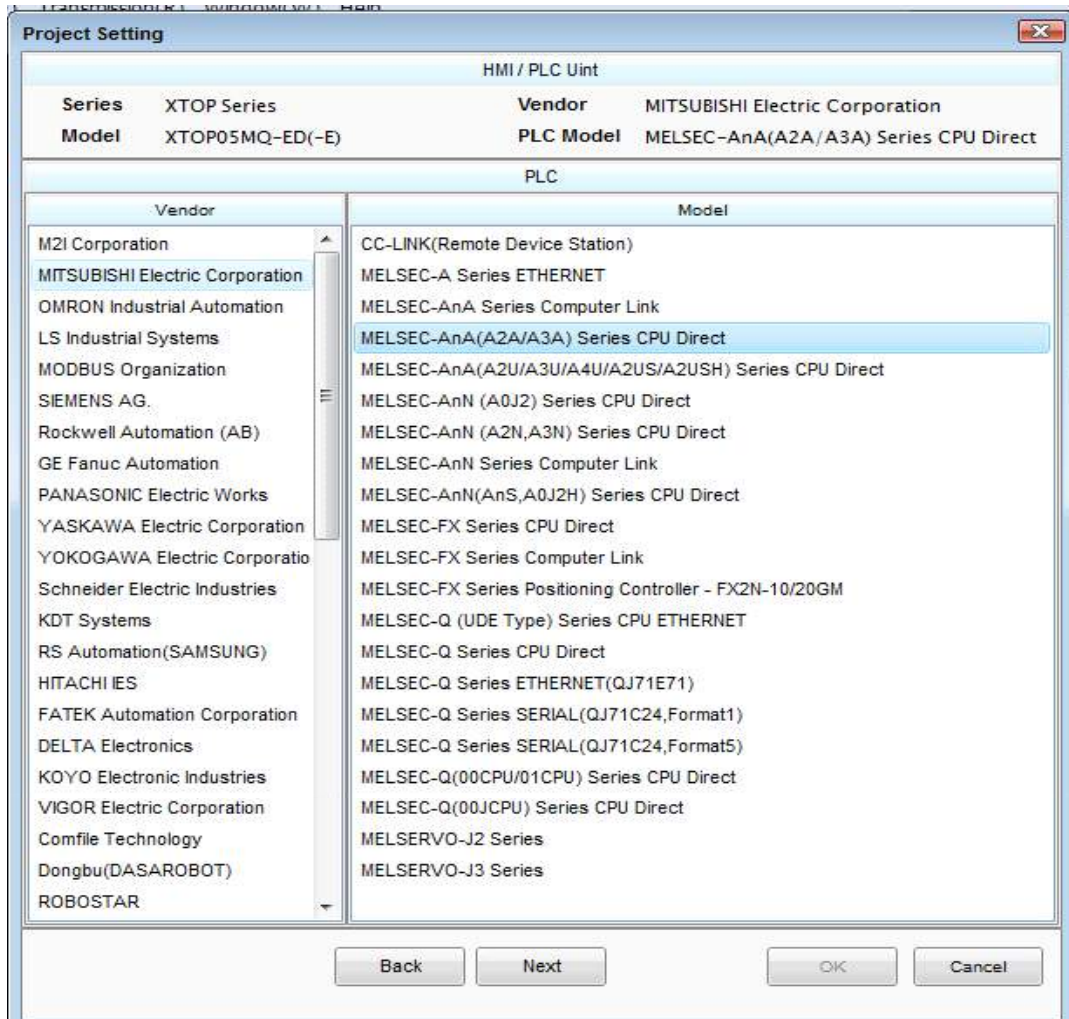 Transmission(R) Window(W) Help
Project Setting
HMI / PLC Uint
Series XTOP Series Vendor MITSUBISHI Electric Corporation
Model XTOP05MQ-ED(-E) PLC Model MELSEC-AnA(A2A/A3A) Series CPU Direct
PLC
Vendor
M2I Corporation
MITSUBISHI Electric Corporation
OMRON Industrial Automation
LS Industrial Systems
MODBUS Organization
SIEMENS AG.
Rockwell Automation (AB)
GE Fanuc Automation
PANASONIC Electric Works
YASKAWA Electric Corporation
YOKOGAWA Electric Corporatio
Schneider Electric Industries
KDT Systems
RS Automation(SAMSUNG)
HITACHI IES
FATEK Automation Corporation
DELTA Electronics
KOYO Electronic Industries
VIGOR Electric Corporation
Comfile Technology
Dongbu(DASAROBOT)
ROBOSTAR
Model
CC-LINK(Remote Device Station)
MELSEC-A Series ETHERNET
MELSEC-AnA Series Computer Link
MELSEC-AnA(A2A/A3A) Series CPU Direct
MELSEC-AnA(A2U/A3U/A4U/A2US/A2USH) Series CPU Direct
MELSEC-AnN (A0J2) Series CPU Direct
MELSEC-AnN (A2N,A3N) Series CPU Direct
MELSEC-AnN Series Computer Link
MELSEC-AnN(AnS,A0J2H) Series CPU Direct
MELSEC-FX Series CPU Direct
MELSEC-FX Series Computer Link
MELSEC-FX Series Positioning Controller - FX2N-10/20GM
MELSEC-Q (UDE Type) Series CPU ETHERNET
MELSEC-Q Series CPU Direct
MELSEC-Q Series ETHERNET(QJ71E71)
MELSEC-Q Series SERIAL(QJ71C24,Format1)
MELSEC-Q Series SERIAL(QJ71C24,Format5)
MELSEC-Q(00CPU/01CPU) Series CPU Direct
MELSEC-Q(00JCPU) Series CPU Direct
MELSERVO-J2 Series
MELSERVO-J3 Series
Back Next OK Cancel